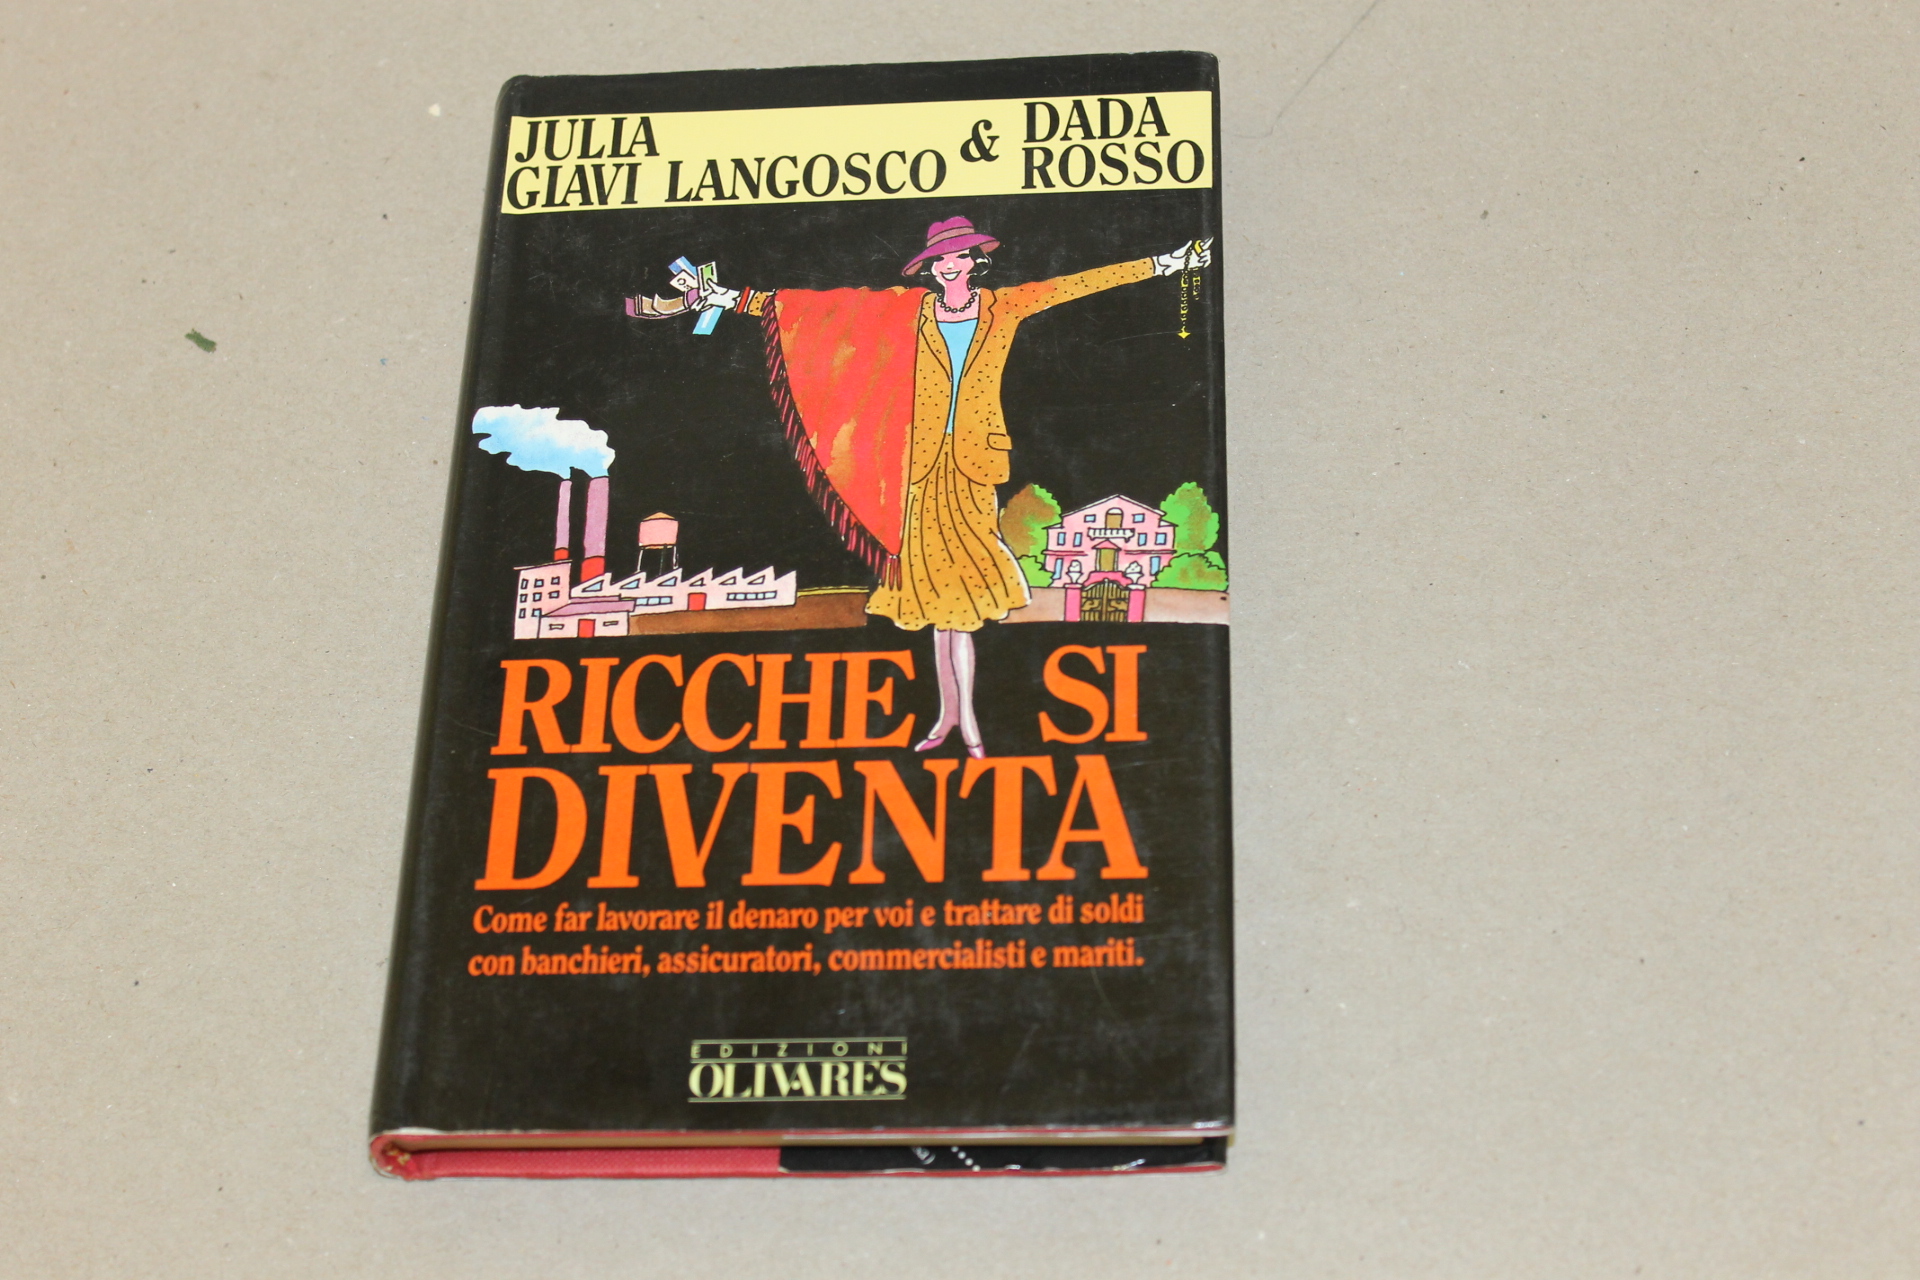 JULIA
GIAVI LANGOSCO & DADA
ROSSO
RICCHE SI
DIVENTA
Come far lavorare il denaro per voi e trattare di soldi
con banchieri, assicuratori, commercialisti e mariti.
EDIZIONI
OLIVARES